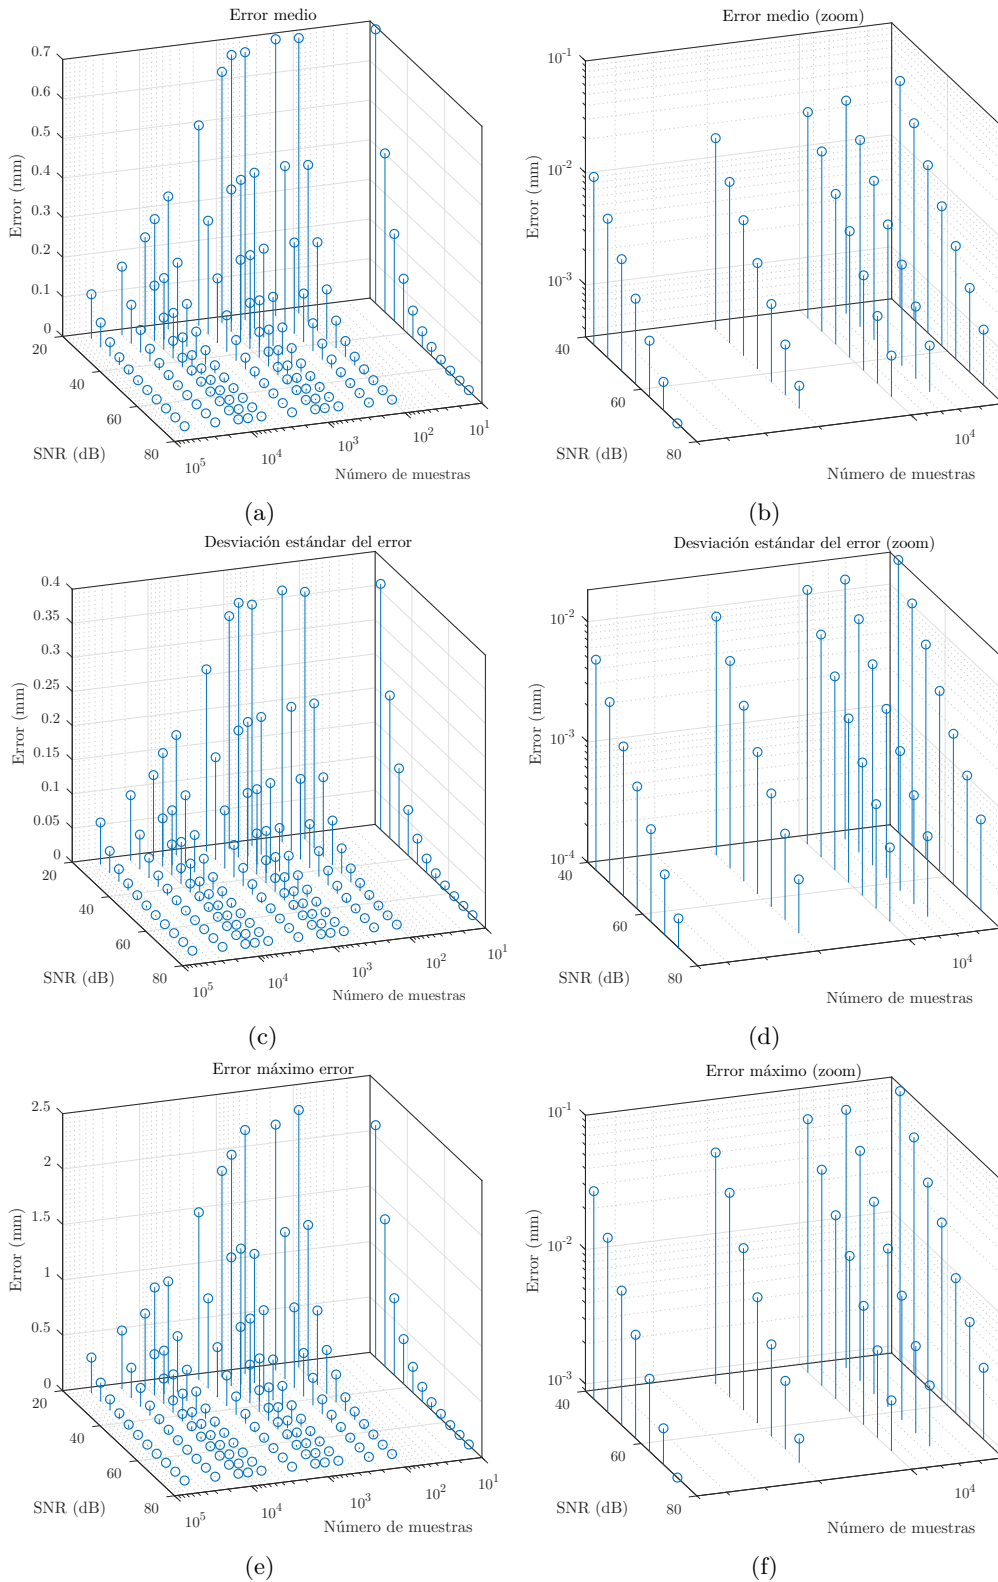 Error medio
0.7
0.6
0.5
0.4
0.3
0.2
0.1
0
Error (mm)
20
40
60
80
SNR (dB)
10^5
10^4
10^3
10^2
10^1
Número de muestras
(a)
Error medio (zoom)
10^-1
10^-2
10^-3
Error (mm)
40
60
80
SNR (dB)
10^4
Número de muestras
(b)
Desviación estándar del error
0.4
0.35
0.3
0.25
0.2
0.15
0.1
0.05
0
Error (mm)
20
40
60
80
SNR (dB)
10^5
10^4
10^3
10^2
10^1
Número de muestras
(c)
Desviación estándar del error (zoom)
10^-2
10^-3
10^-4
Error (mm)
40
60
80
SNR (dB)
10^4
Número de muestras
(d)
Error máximo error
2.5
2
1.5
1
0.5
0
Error (mm)
20
40
60
80
SNR (dB)
10^5
10^4
10^3
10^2
10^1
Número de muestras
(e)
Error máximo (zoom)
10^-1
10^-2
10^-3
Error (mm)
40
60
80
SNR (dB)
10^4
Número de muestras
(f)